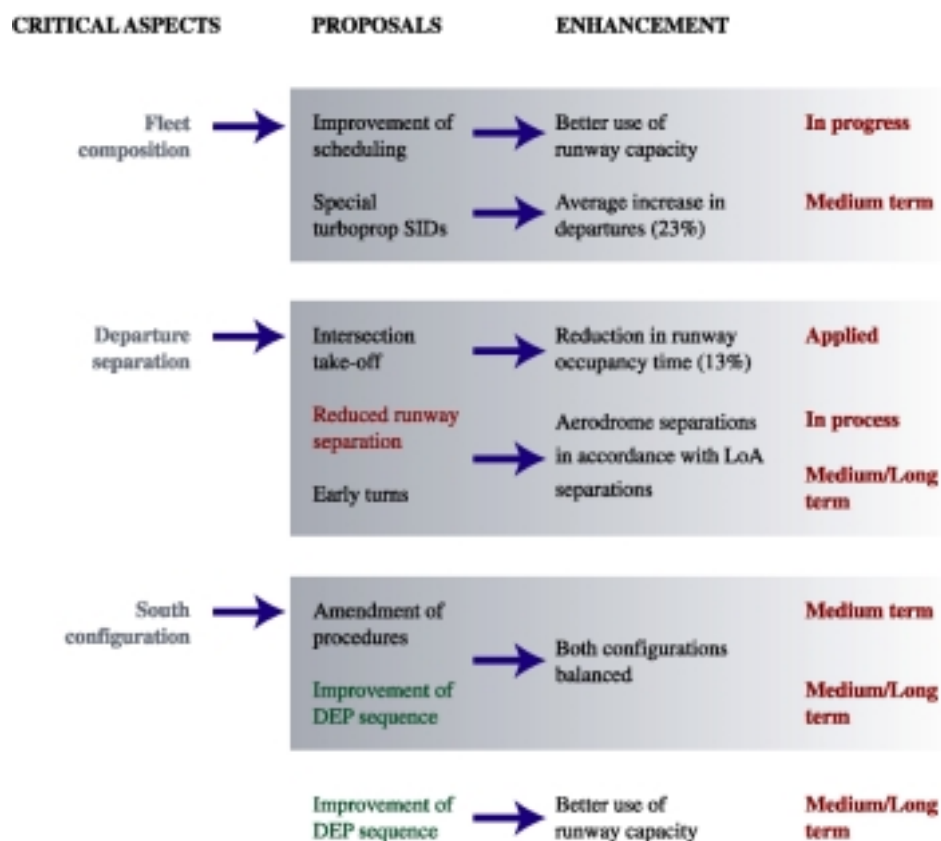 CRITICAL ASPECTS
PROPOSALS
ENHANCEMENT
Fleet
composition
Improvement of
scheduling
Better use of
runway capacity
In progress
Special
turboprop SIDs
Average increase in
departures (23%)
Medium term
Departure
separation
Intersection
take-off
Reduction in runway
occupancy time (13%)
Applied
Reduced runway
separation
Aerodrome separations
in accordance with LoA
separations
In process
Early turns
Medium/Long
term
South
configuration
Amendment of
procedures
Both configurations
balanced
Medium term
Improvement of
DEP sequence
Medium/Long
term
Improvement of
DEP sequence
Better use of
runway capacity
Medium/Long
term